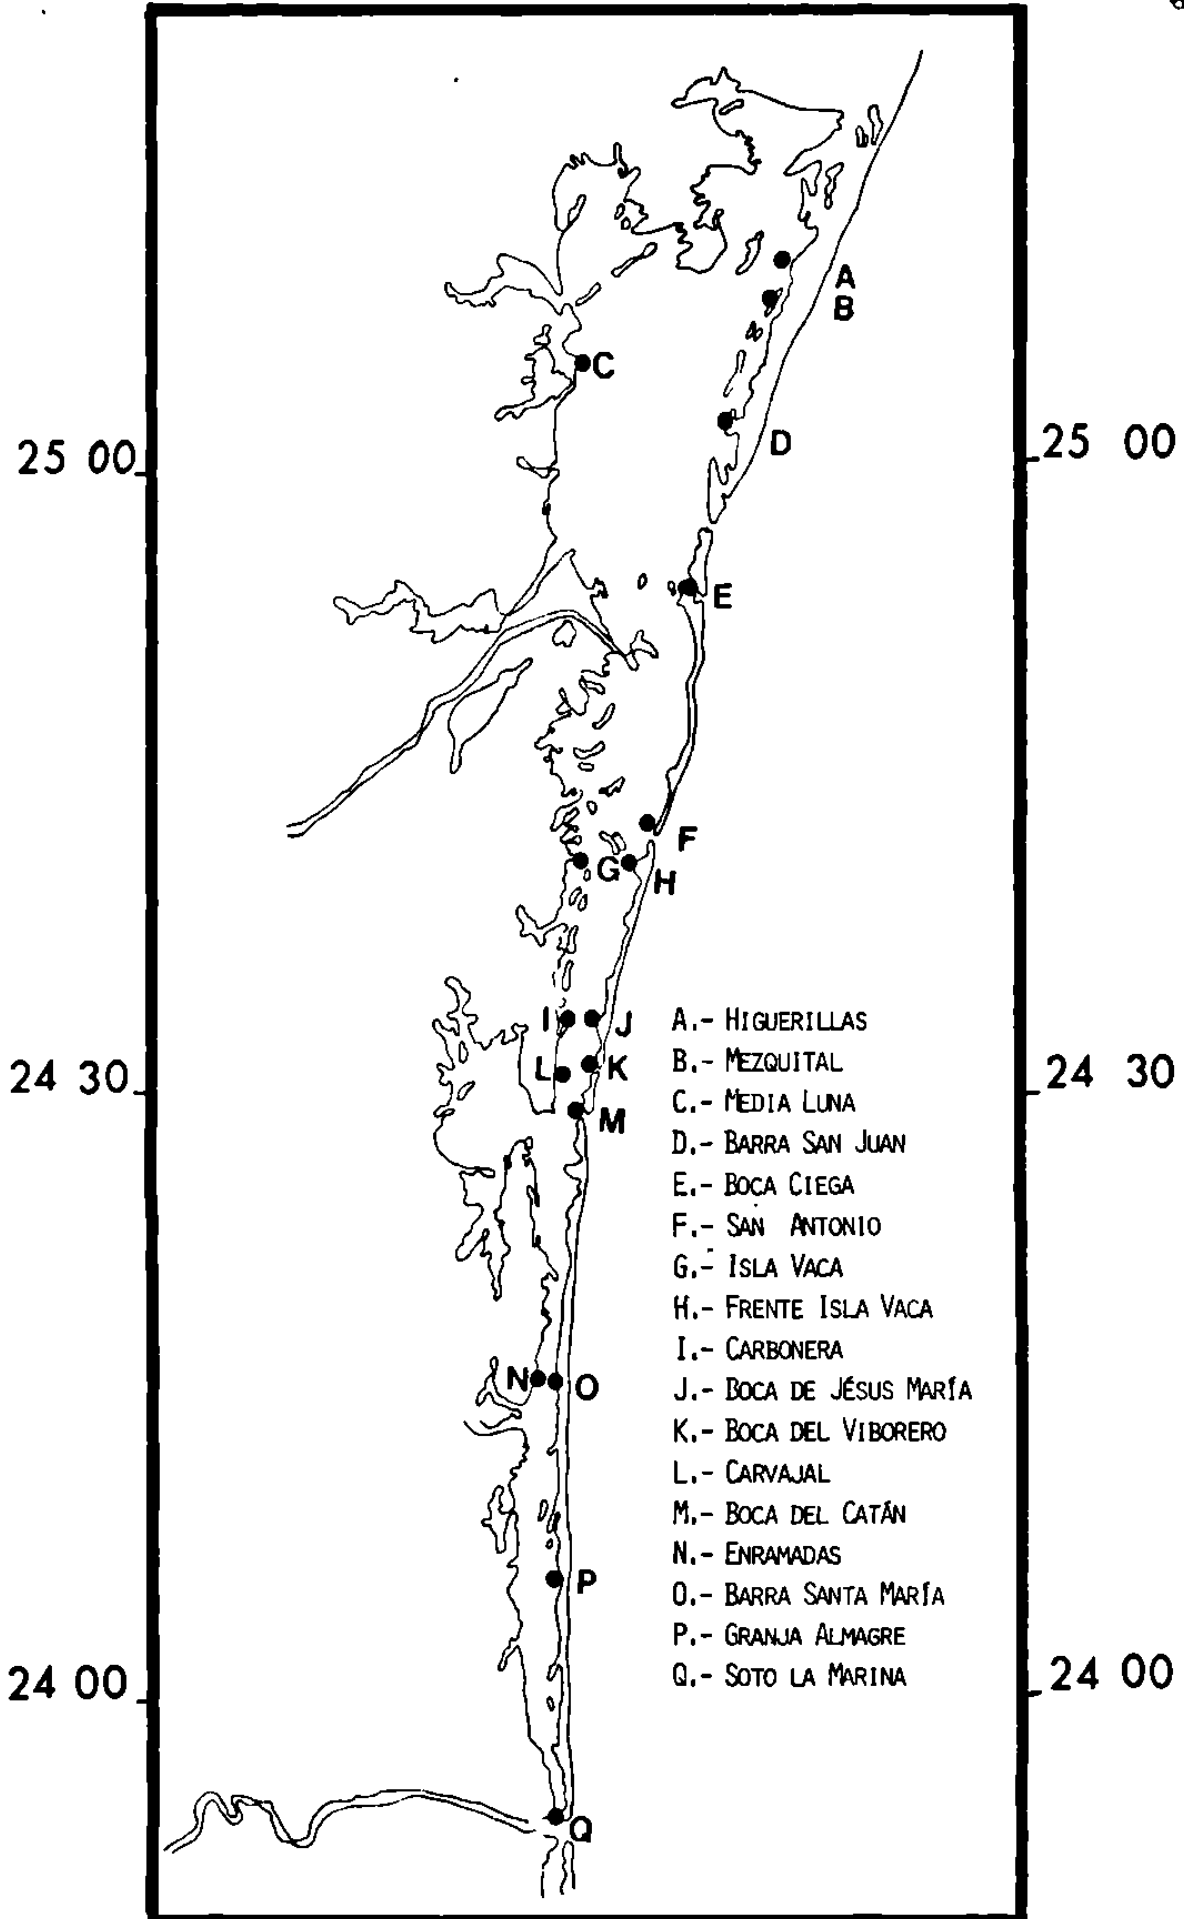 A
B
C
25 00
25 00
D
E
F
G
H
I
J
A.- HIGUERILLAS
L
K
B.- MEZQUITAL
24 30
24 30
C.- MEDIA LUNA
M
D.- BARRA SAN JUAN
E.- BOCA CIEGA
F.- SAN ANTONIO
G.- ISLA VACA
H.- FRENTE ISLA VACA
I.- CARBONERA
N
O
J.- BOCA DE JÉSUS MARÍA
K.- BOCA DEL VIBORERO
L.- CARVAJAL
M.- BOCA DEL CATÁN
N.- ENRAMADAS
P
O.- BARRA SANTA MARÍA
P.- GRANJA ALMAGRE
24 00
24 00
Q.- SOTO LA MARINA
Q